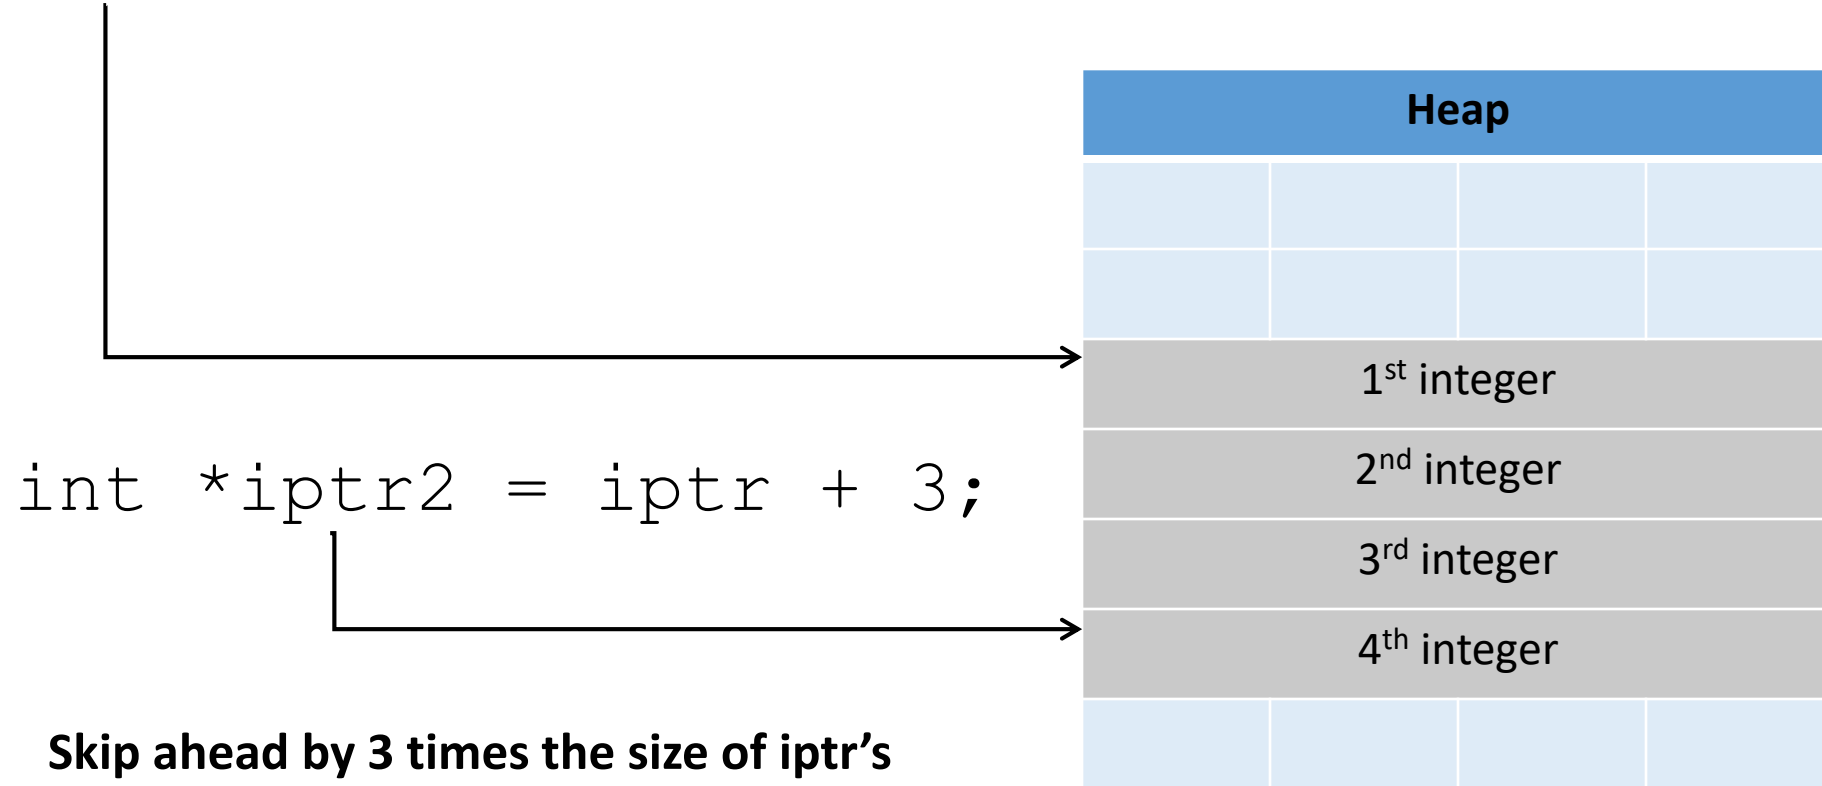 Heap
1st integer
int *iptr2 = iptr + 3;
2nd integer
3rd integer
4th integer
Skip ahead by 3 times the size of iptr’s